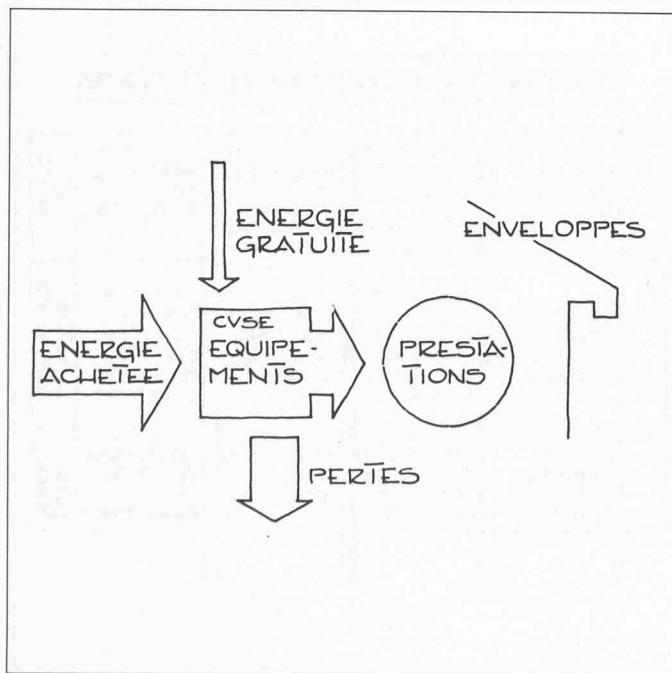 ENERGIE
GRATUITE
ENVELOPPES
ENERGIE
ACHETEE
CVSE
EQUIPE-
MENTS
PRESTA-
TIONS
PERTES